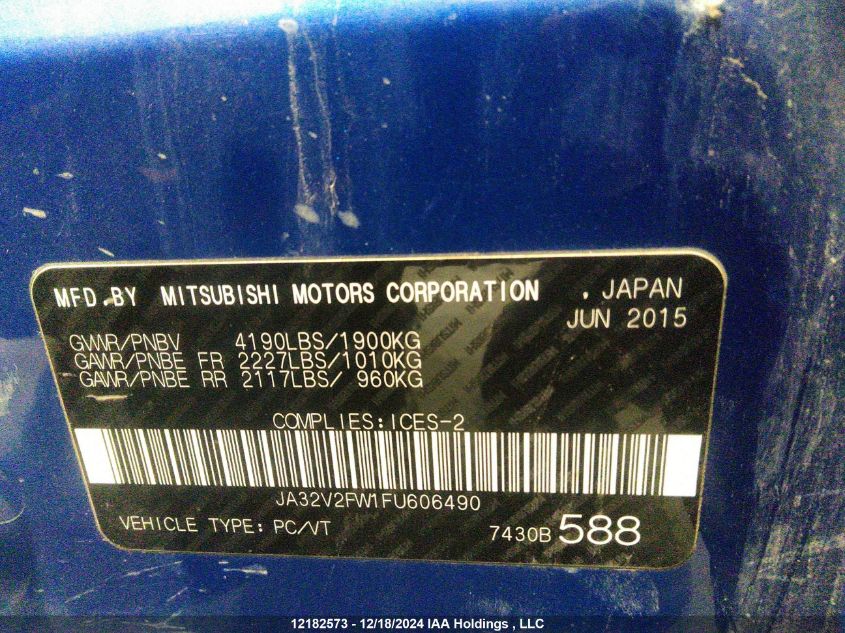 MFD.BY MITSUBISHI MOTORS CORPORATION . JAPAN
JUN 2015
GVWR/PNBV 4190LBS/1900KG
GAWR/PNBE FR 2227LBS/1010KG
GAWR/PNBE RR 2117LBS/ 960KG
COMPLIES:ICES-2
JA32V2FW1FU606490
VEHICLE TYPE: PC/VT 7430B 588
12182573 - 12/18/2024 IAA Holdings , LLC